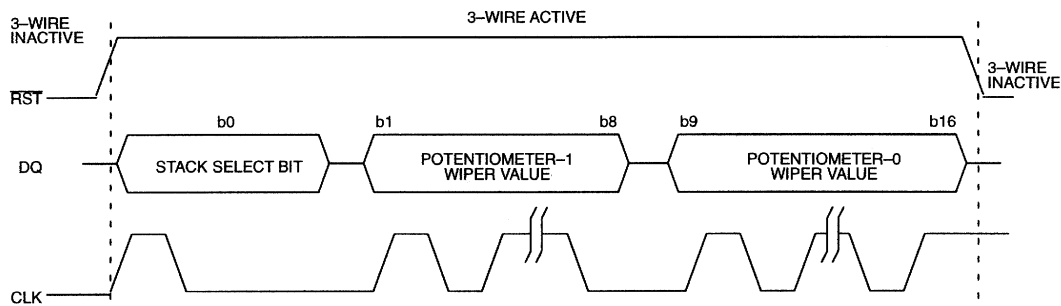 3–WIRE
INACTIVE
3–WIRE ACTIVE
3–WIRE
INACTIVE
RST
b0
b1
b8
b9
b16
DQ
STACK SELECT BIT
POTENTIOMETER–1
WIPER VALUE
POTENTIOMETER–0
WIPER VALUE
CLK